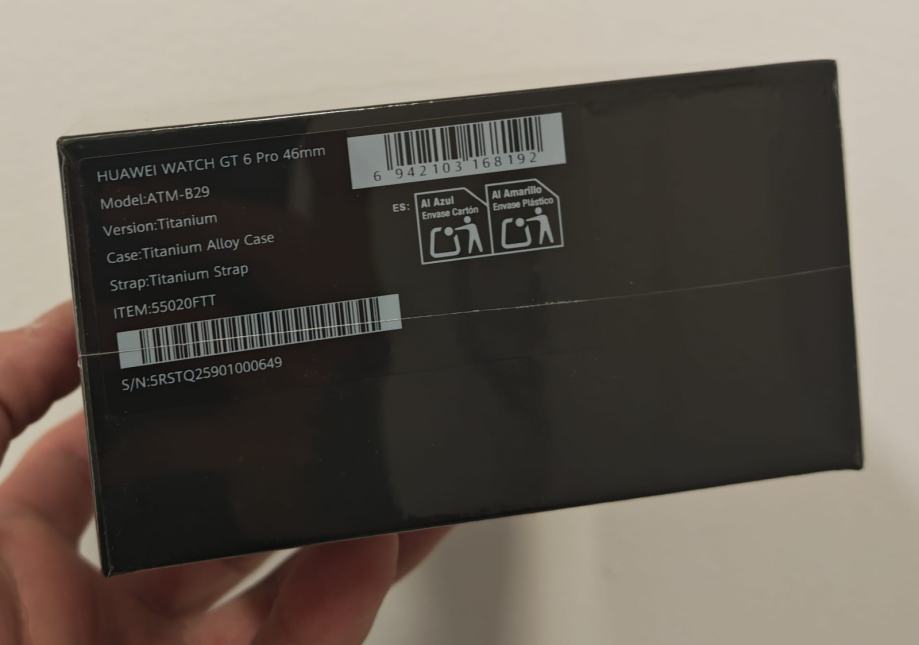 HUAWEI WATCH GT 6 Pro 46mm
Model:ATM-B29
Version:Titanium
Case:Titanium Alloy Case
Strap:Titanium Strap
ITEM:55020FTT
S/N:5RSTQ25901000649
6 942103 168192
ES:
Al Azul
Envase Cartón
Al Amarillo
Envase Plástico